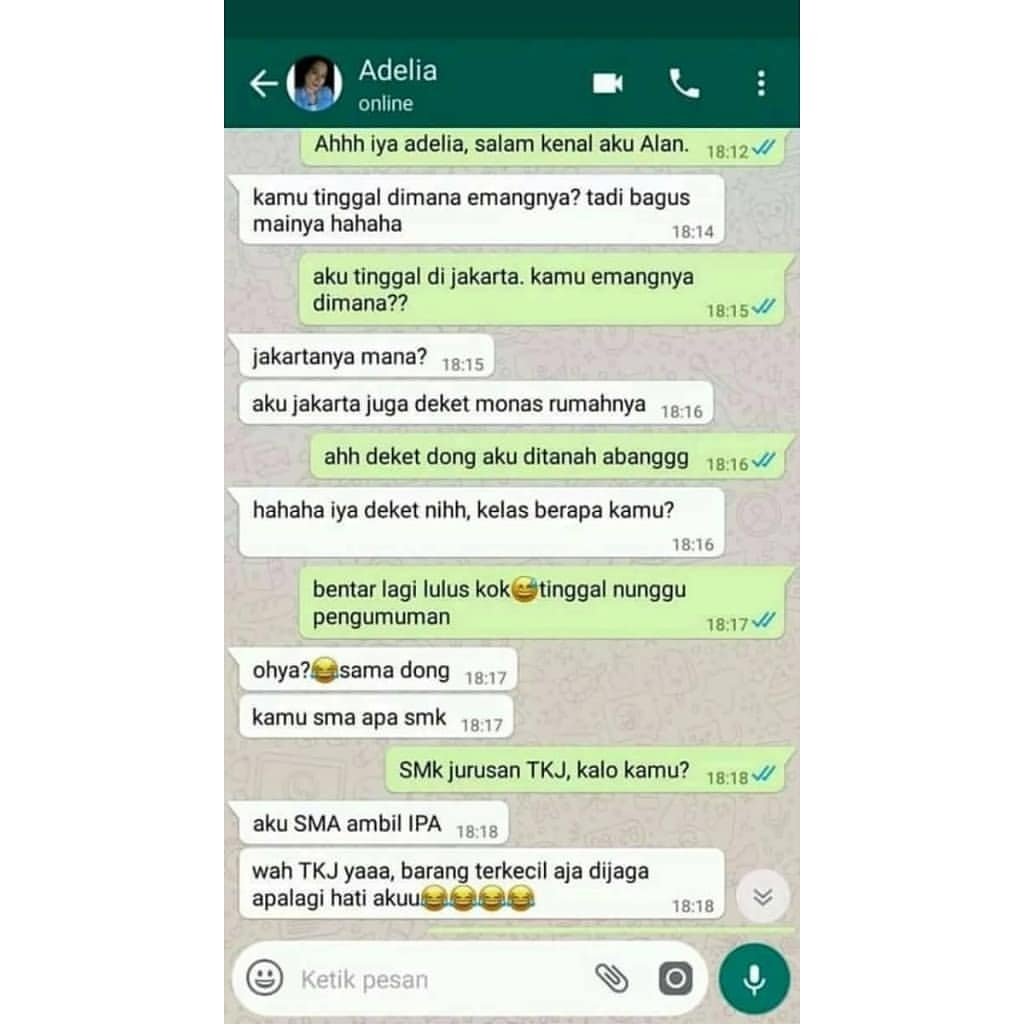 Adelia
online
Ahhh iya adelia, salam kenal aku Alan.
18:12
kamu tinggal dimana emangnya? tadi bagus
mainya hahaha
18:14
aku tinggal di jakarta. kamu emangnya
dimana??
18:15
jakartanya mana? 18:15
aku jakarta juga deket monas rumahnya 18:16
ahh deket dong aku ditanah abanggg 18:16
hahaha iya deket nihh, kelas berapa kamu?
18:16
bentar lagi lulus kok😅tinggal nunggu
pengumuman
18:17
ohya?😂sama dong 18:17
kamu sma apa smk 18:17
SMk jurusan TKJ, kalo kamu? 18:18
aku SMA ambil IPA 18:18
wah TKJ yaaa, barang terkecil aja dijaga
apalagi hati akuu😂😂😂😂
18:18
Ketik pesan